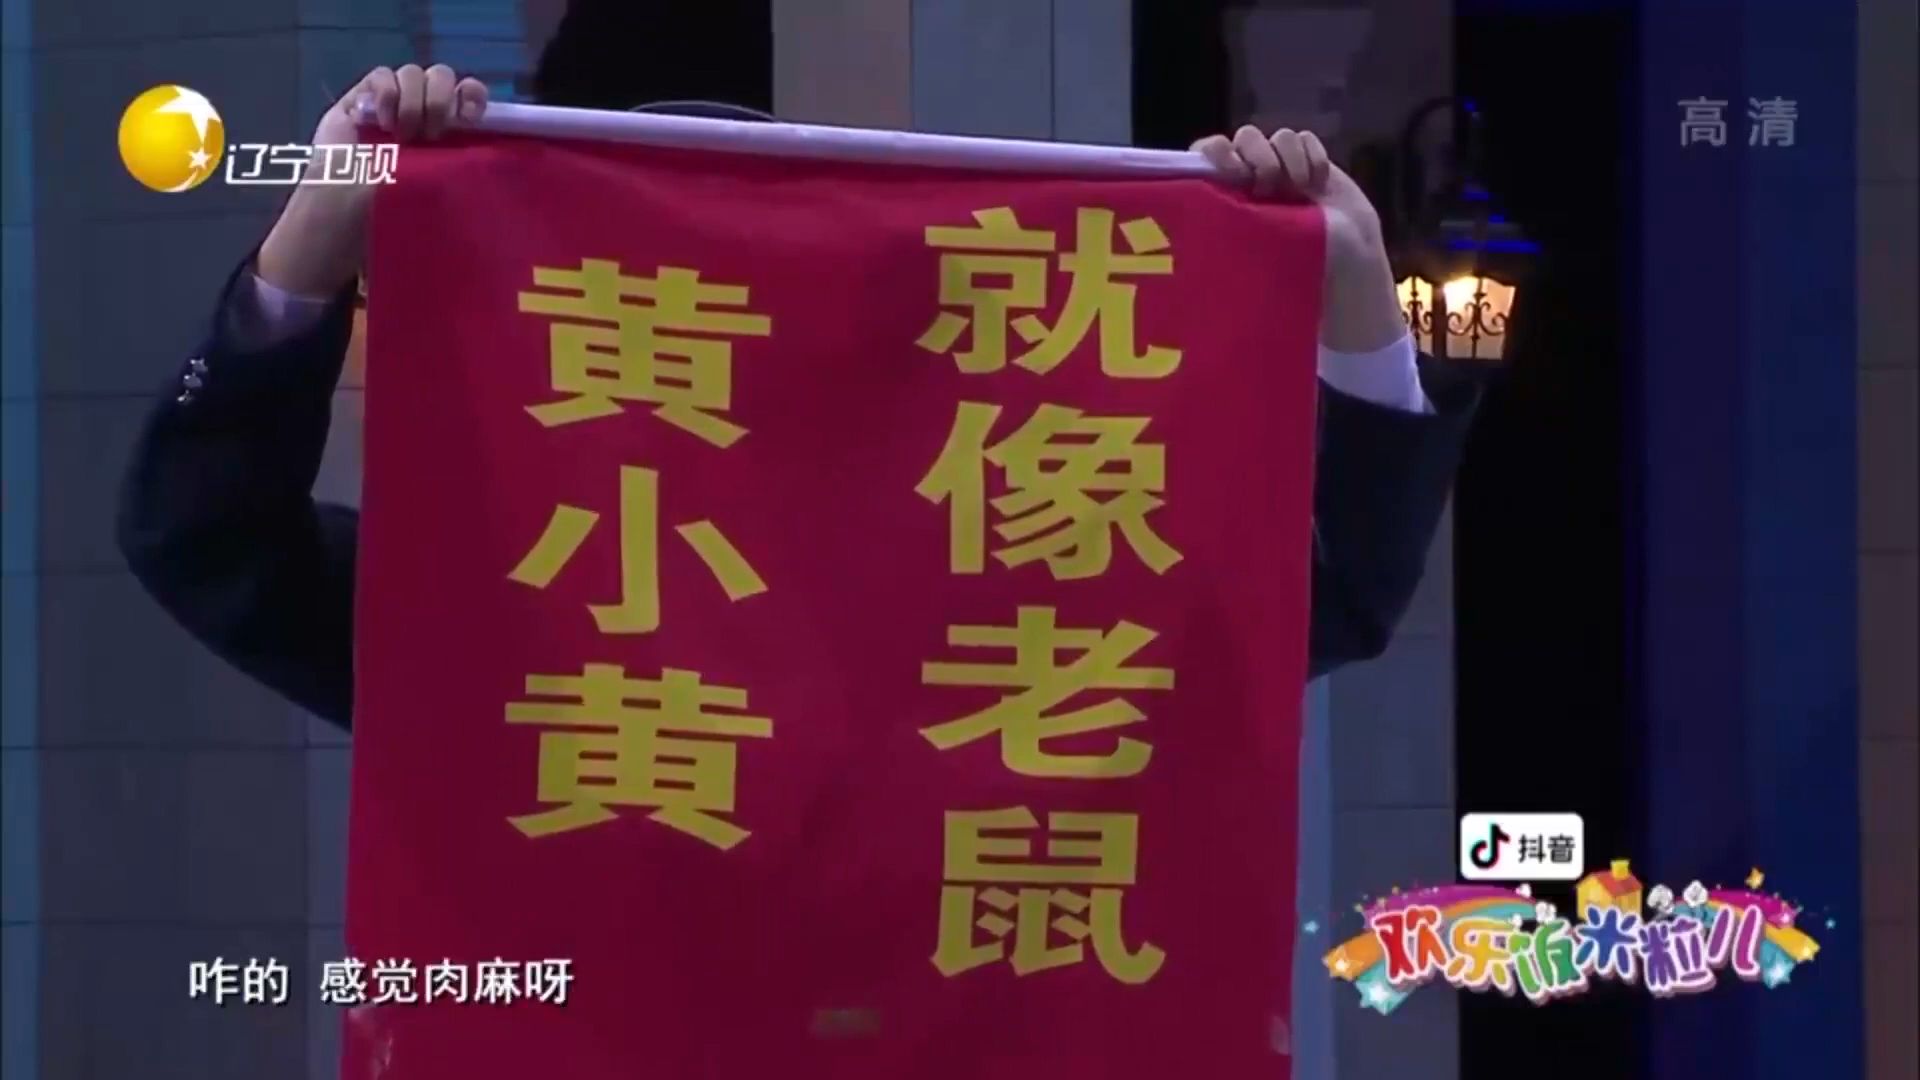 辽宁卫视
高清
就像老鼠
黄小黄
抖音
欢乐饭米粒儿
咋的 感觉肉麻呀